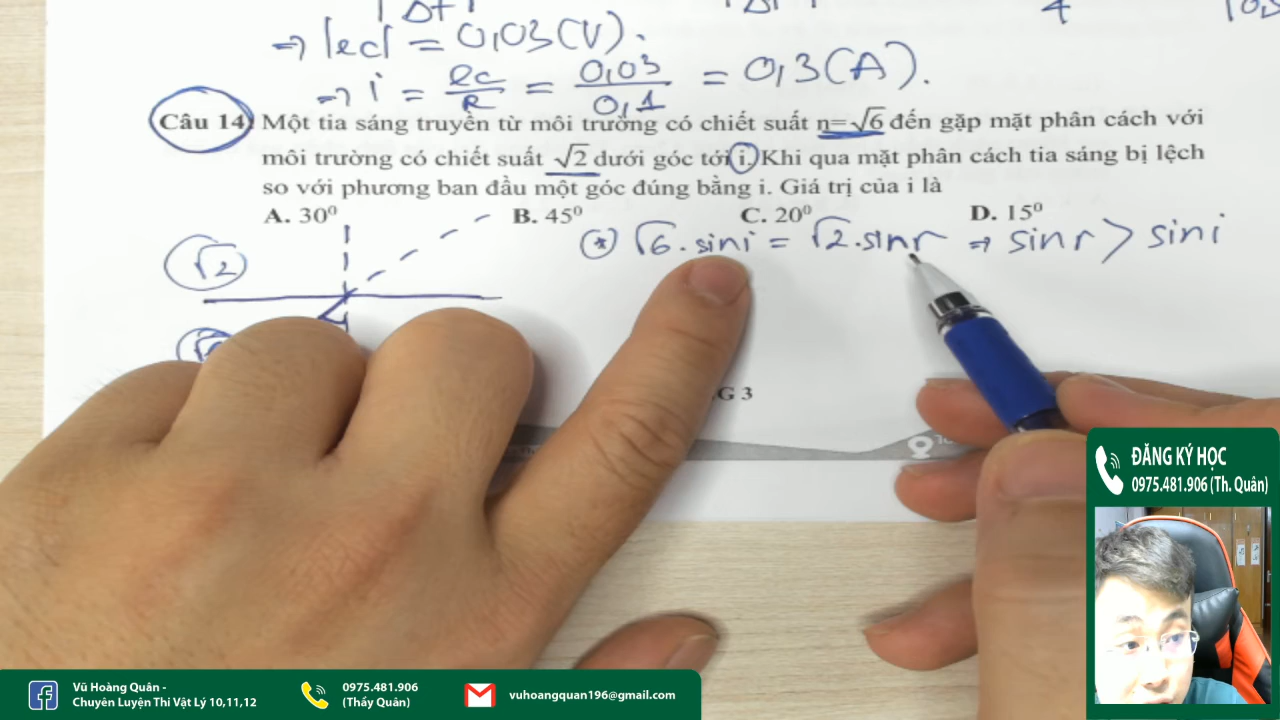 ⇒ |ec| = 0,03 (V).
⇒ i = ec/R = 0,03/0,1 = 0,3 (A).
Câu 14 Một tia sáng truyền từ môi trường có chiết suất n=√6 đến gặp mặt phân cách với
môi trường có chiết suất √2 dưới góc tới i. Khi qua mặt phân cách tia sáng bị lệch
so với phương ban đầu một góc đúng bằng i. Giá trị của i là
A. 30⁰ B. 45⁰ C. 20⁰ D. 15⁰
(*) √6.sini = √2.sinr ⇒ sinr > sini
√2
G 3
ĐĂNG KÝ HỌC
0975.481.906 (Th. Quân)
Vũ Hoàng Quân -
Chuyên Luyện Thi Vật Lý 10,11,12
0975.481.906
(Thầy Quân)
vuhoangquan196@gmail.com